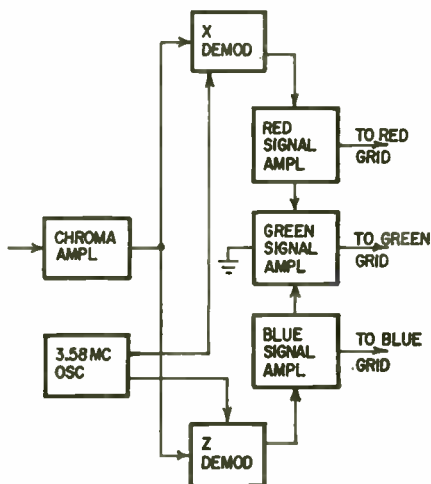 X
DEMOD
RED
SIGNAL
AMPL
TO RED
GRID
GREEN
SIGNAL
AMPL
TO GREEN
GRID
CHROMA
AMPL
BLUE
SIGNAL
AMPL
TO BLUE
GRID
3.58 MC
OSC
Z
DEMOD